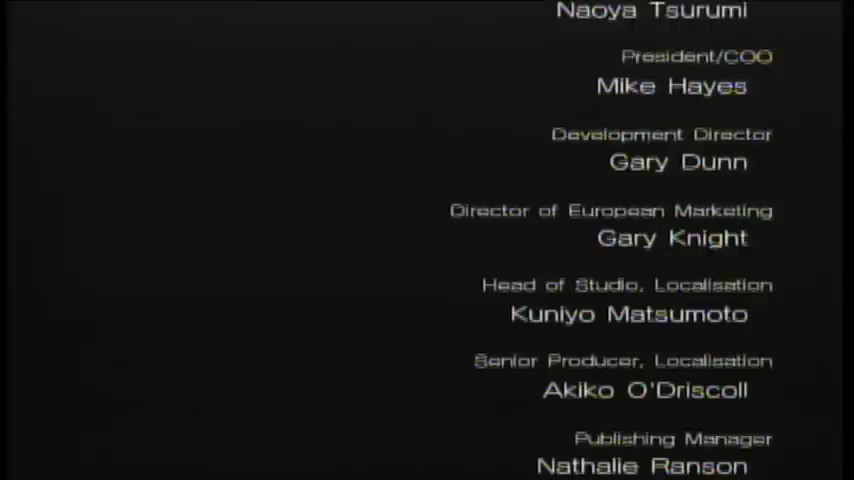 Naoya Tsurumi
President/COO
Mike Hayes
Development Director
Gary Dunn
Director of European Marketing
Gary Knight
Head of Studio, Localisation
Kuniyo Matsumoto
Senior Producer, Localisation
Akiko O'Driscoll
Publishing Manager
Nathalie Ranson